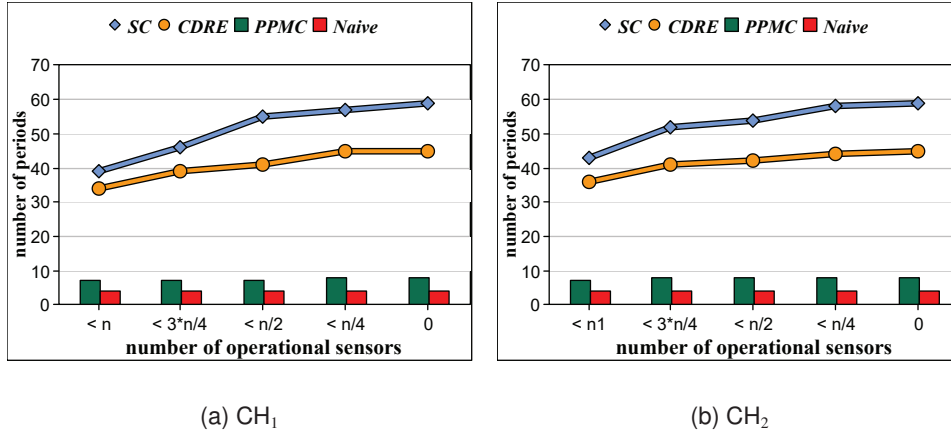 SC CDRE PPMC Naive
70
60
50
40
30
20
10
0
number of periods
< n < 3*n/4 < n/2 < n/4 0
number of operational sensors
(a) CH₁
SC CDRE PPMC Naive
70
60
50
40
30
20
10
0
number of periods
< n1 < 3*n/4 < n/2 < n/4 0
number of operational sensors
(b) CH₂